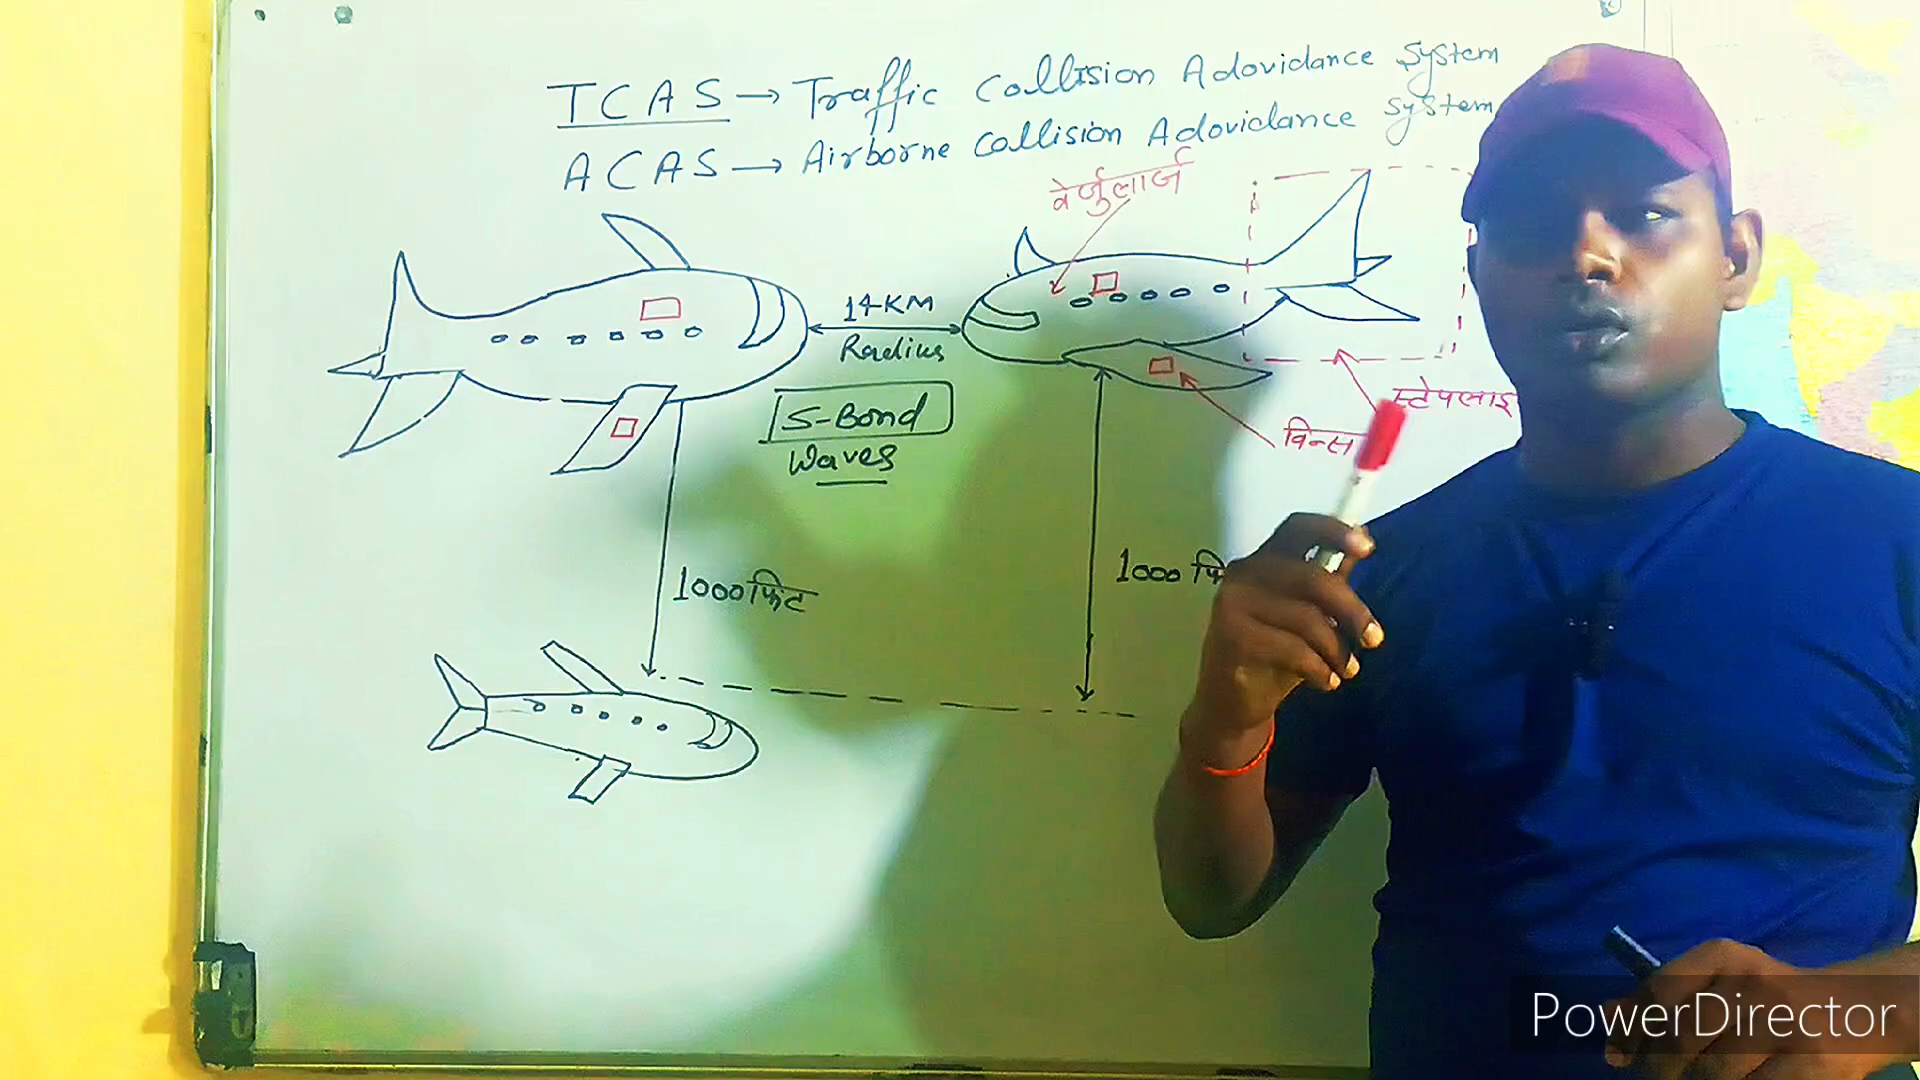 TCAS → Traffic Collision Adovidance System
ACAS → Airborne Collision Adovidance System
वेर्जुलार्ज
14-KM
Radius
S-Bond
Waves
स्टेपलाइ
विन्स
1000 फिट
1000 फि
PowerDirector